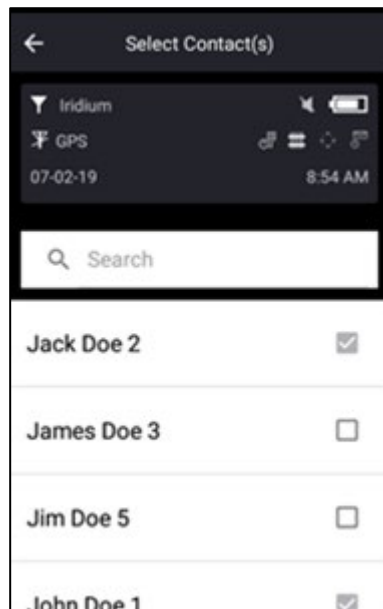 Select Contact(s)
Iridium
GPS
07-02-19 8:54 AM
Search
Jack Doe 2
James Doe 3
Jim Doe 5
John Doe 1